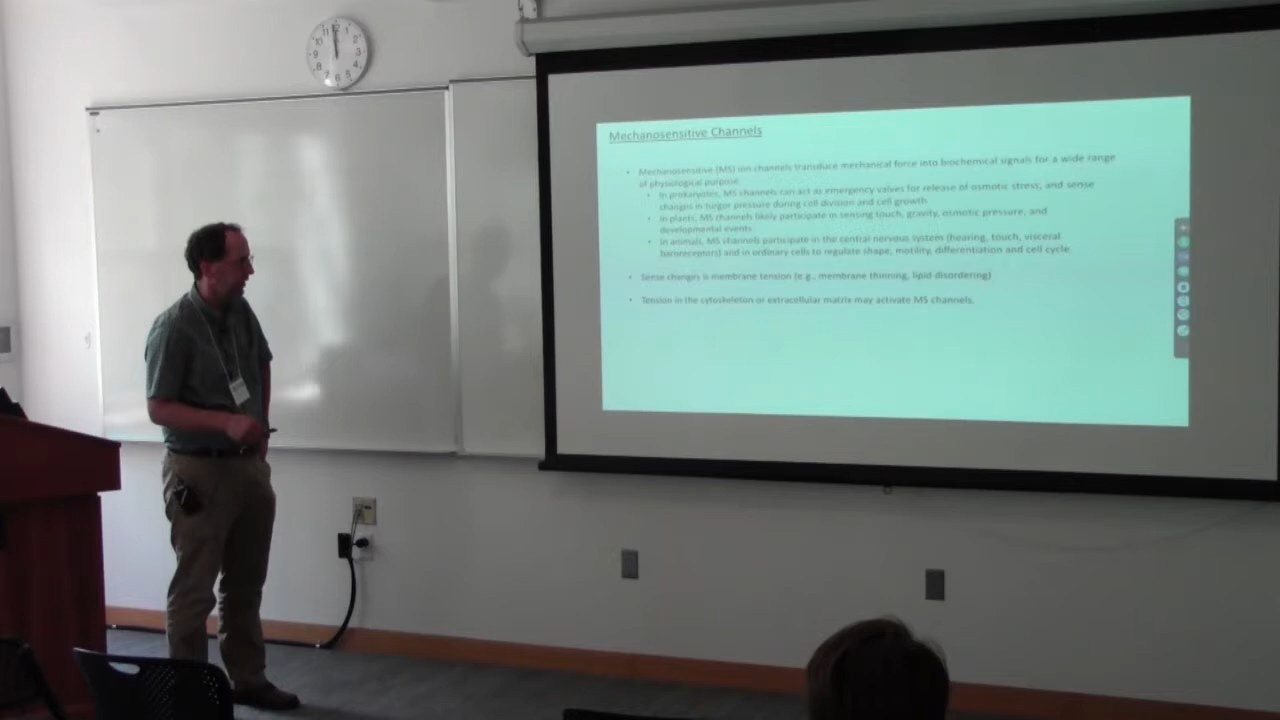 Mechanosensitive Channels
• Mechanosensitive (MS) ion channels transduce mechanical force into biochemical signals for a wide range
of physiological purpose.
• In prokaryotes, MS channels can act as emergency valves for release of osmotic stress, and sense
changes in turgor pressure during cell division and cell growth
• In plants, MS channels likely participate in sensing touch, gravity, osmotic pressure, and
developmental events
• In animals, MS channels participate in the central nervous system (hearing, touch, visceral
baroreceptors) and in ordinary cells to regulate shape, motility, differentiation and cell cycle.
• Sense changes is membrane tension (e.g., membrane thinning, lipid disordering)
• Tension in the cytoskeleton or extracellular matrix may activate MS channels.